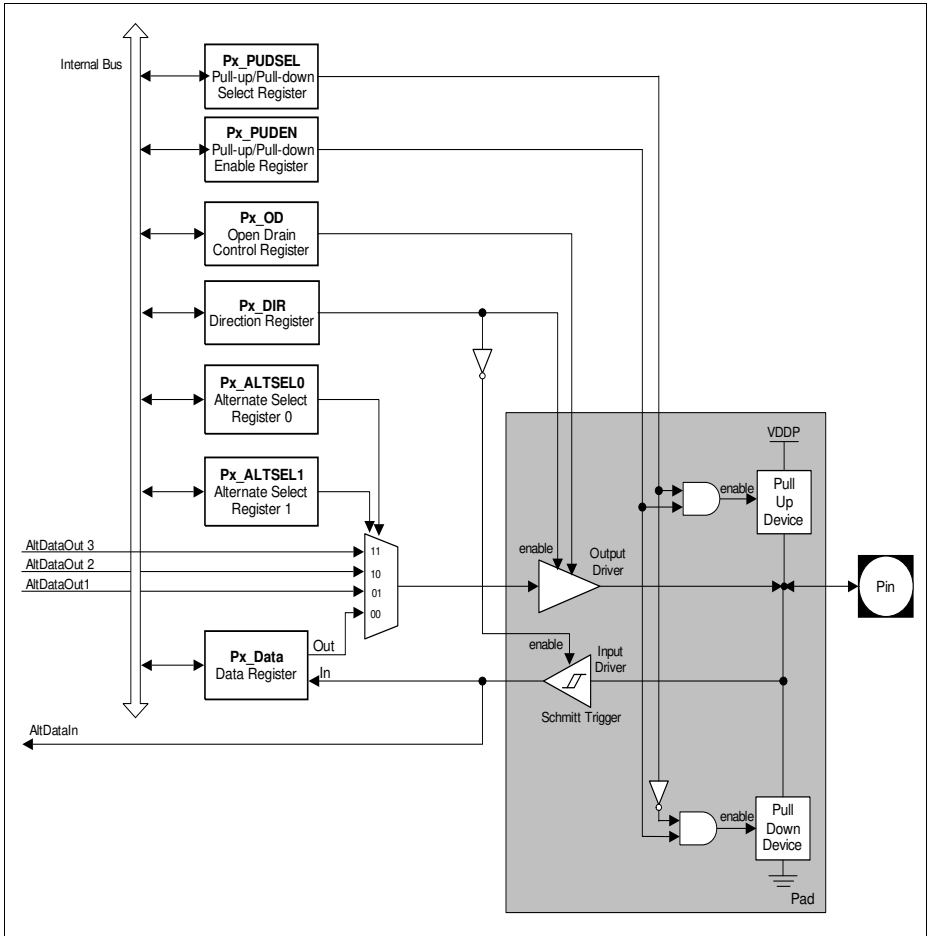 Internal Bus
Px_PUDSEL
Pull-up/Pull-down
Select Register
Px_PUDEN
Pull-up/Pull-down
Enable Register
Px_OD
Open Drain
Control Register
Px_DIR
Direction Register
Px_ALTSEL0
Alternate Select
Register 0
Px_ALTSEL1
Alternate Select
Register 1
AltDataOut 3
AltDataOut 2
AltDataOut1
11
10
01
00
Px_Data
Data Register
Out
In
AltDataIn
enable
Output
Driver
enable
Input
Driver
Schmitt Trigger
VDDP
enable
Pull
Up
Device
Pin
enable
Pull
Down
Device
Pad